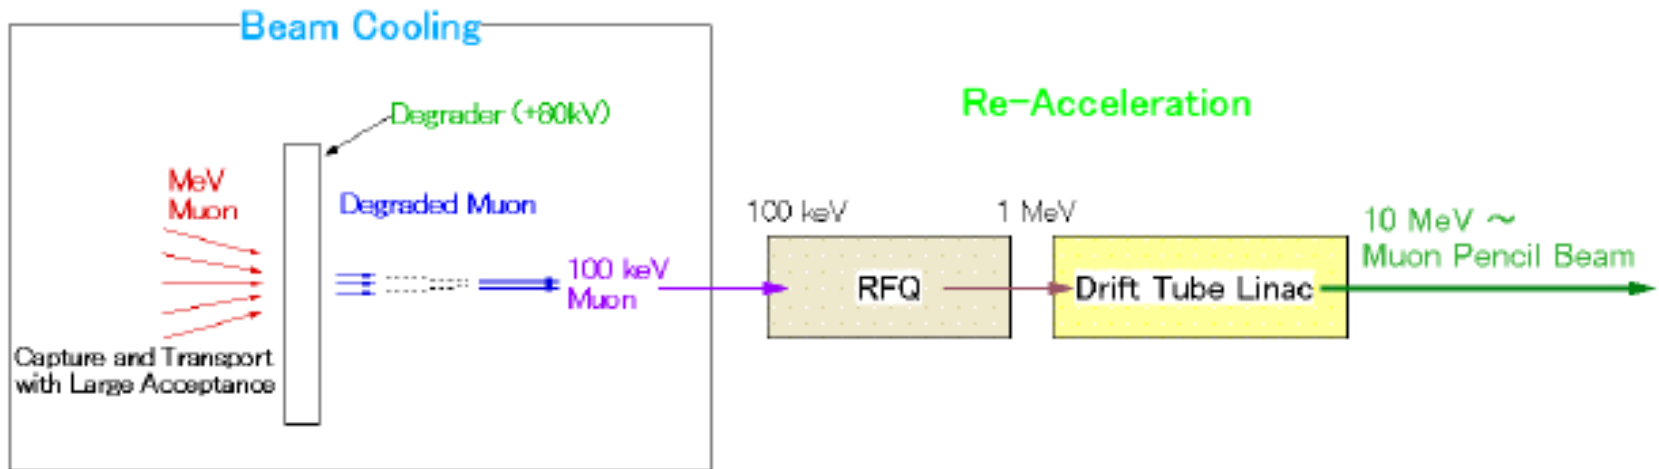 Beam Cooling
Degrader (+80kV)
Re-Acceleration
MeV
Muon
Degraded Muon
100 keV
1 MeV
10 MeV ～
Muon Pencil Beam
100 keV
Muon
RFQ
Drift Tube Linac
Capture and Transport
with Large Acceptance